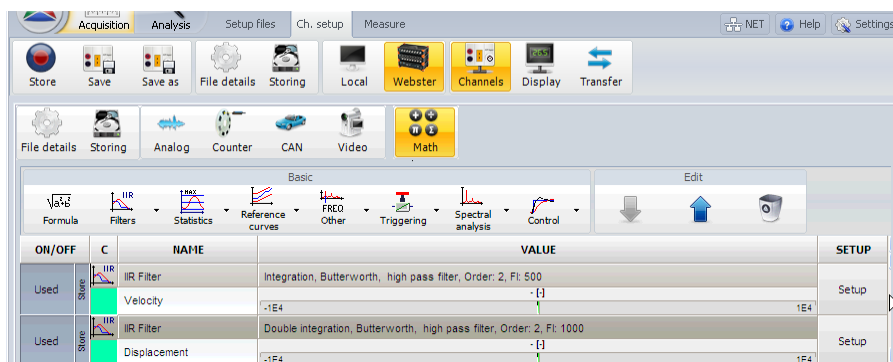 Acquisition Analysis Setup files Ch. setup Measure NET Help Settings
Store Save Save as File details Storing Local Webster Channels Display Transfer
File details Storing Analog Counter CAN Video Math
Basic Edit
Formula Filters Statistics Reference curves Other Triggering Spectral analysis Control
ON/OFF C NAME VALUE SETUP
Used Store IIR IIR Filter Integration, Butterworth, high pass filter, Order: 2, Fl: 500 Setup
Velocity - [-]
-1E4 1E4
Used Store IIR IIR Filter Double integration, Butterworth, high pass filter, Order: 2, Fl: 1000 Setup
Displacement - [-]
-1E4 1E4